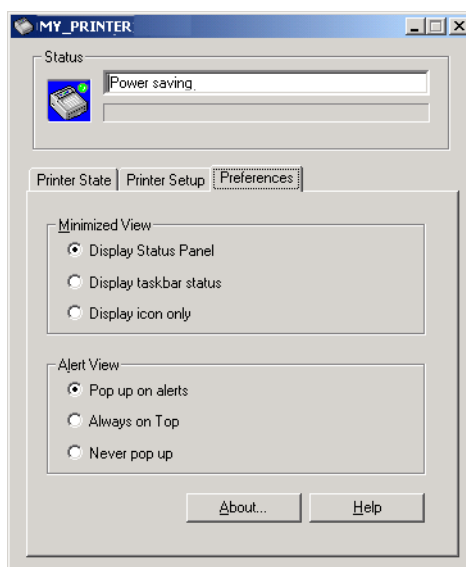 MY_PRINTER
Status
Power saving.
Printer State Printer Setup Preferences
Minimized View
Display Status Panel
Display taskbar status
Display icon only
Alert View
Pop up on alerts
Always on Top
Never pop up
About... Help